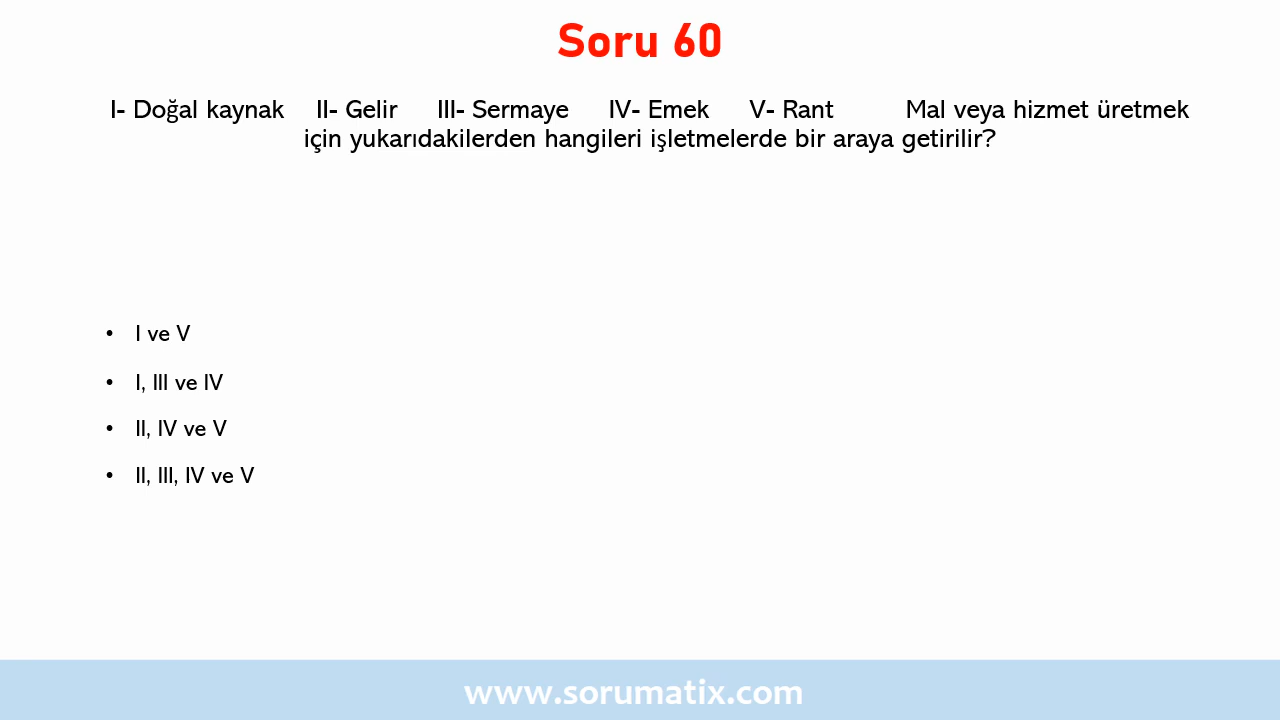 Soru 60
I- Doğal kaynak II- Gelir III- Sermaye IV- Emek V- Rant Mal veya hizmet üretmek
için yukarıdakilerden hangileri işletmelerde bir araya getirilir?
• I ve V
• I, III ve IV
• II, IV ve V
• II, III, IV ve V
www.sorumatix.com